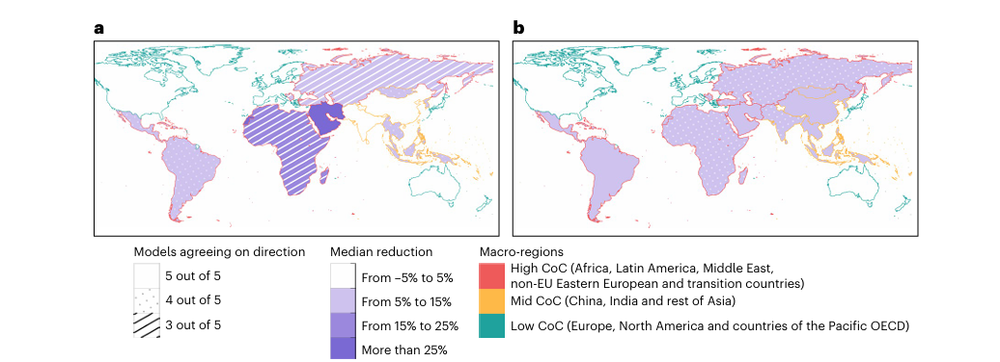 a
b
Models agreeing on direction
5 out of 5
4 out of 5
3 out of 5
Median reduction
From –5% to 5%
From 5% to 15%
From 15% to 25%
More than 25%
Macro-regions
High CoC (Africa, Latin America, Middle East,
non-EU Eastern European and transition countries)
Mid CoC (China, India and rest of Asia)
Low CoC (Europe, North America and countries of the Pacific OECD)